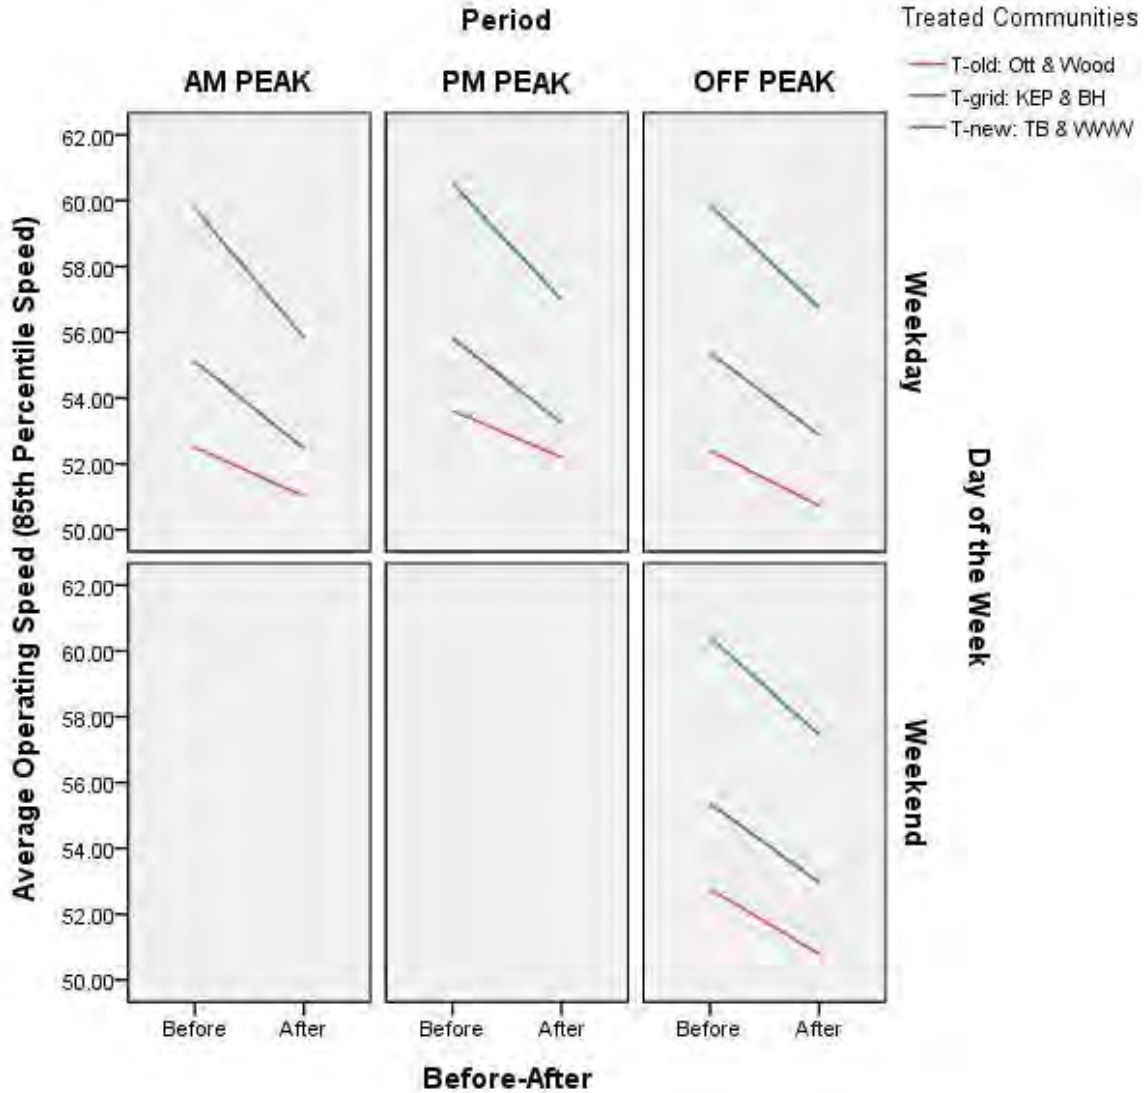 Period
AM PEAK
PM PEAK
OFF PEAK
Treated Communities
T-old: Ott & Wood
T-grid: KEP & BH
T-new: TB & WWW
Average Operating Speed (85th Percentile Speed)
62.00
60.00
58.00
56.00
54.00
52.00
50.00
62.00
60.00
58.00
56.00
54.00
52.00
50.00
Weekday
Weekend
Day of the Week
Before
After
Before
After
Before
After
Before-After